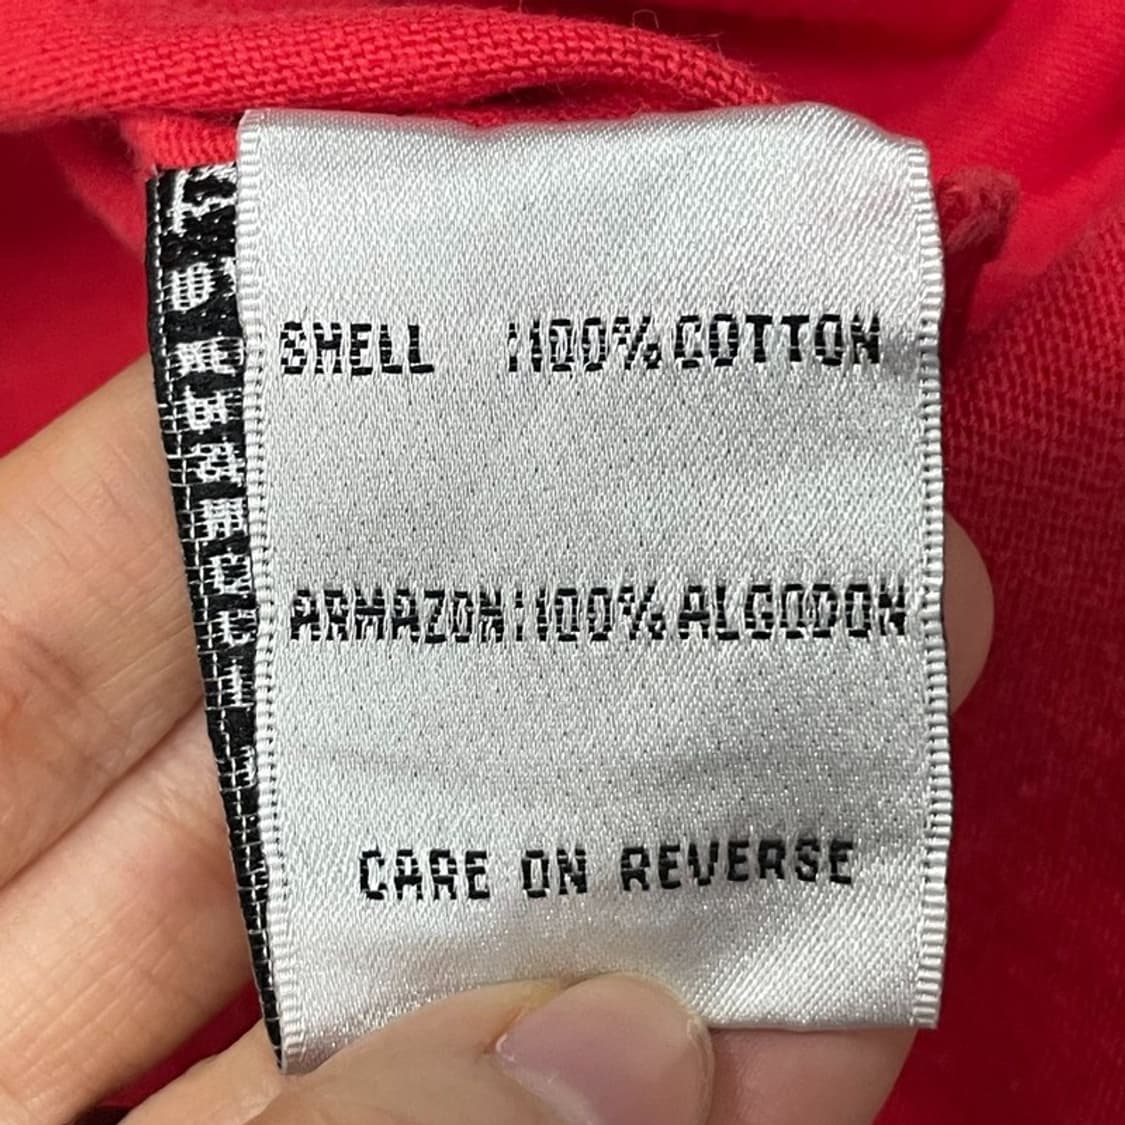 SHELL :100% COTTON
ARMAZON:100% ALGODON
CARE ON REVERSE